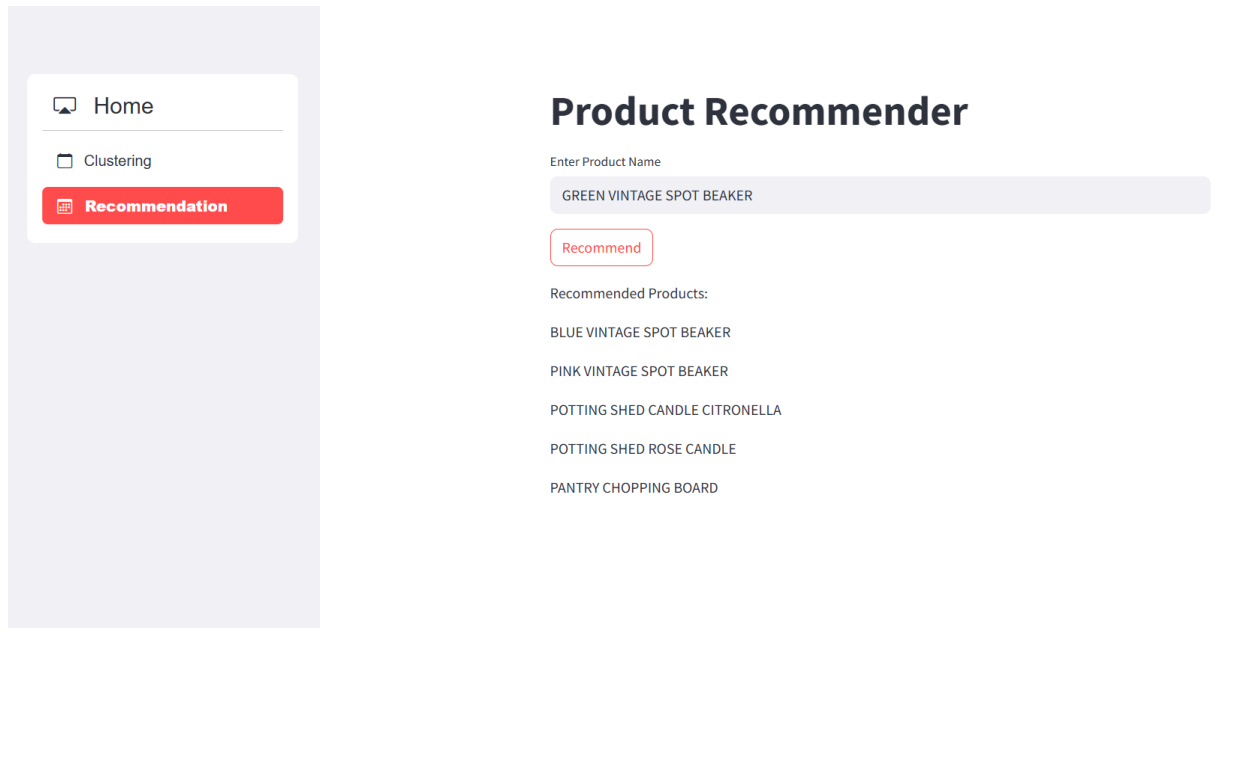 Home
Clustering
Recommendation
Product Recommender
Enter Product Name
GREEN VINTAGE SPOT BEAKER
Recommend
Recommended Products:
BLUE VINTAGE SPOT BEAKER
PINK VINTAGE SPOT BEAKER
POTTING SHED CANDLE CITRONELLA
POTTING SHED ROSE CANDLE
PANTRY CHOPPING BOARD